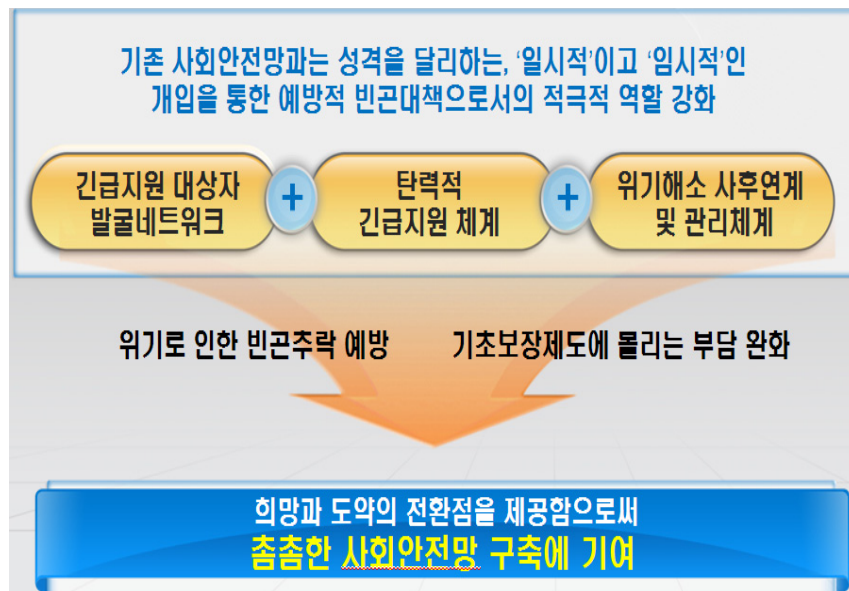 기존 사회안전망과는 성격을 달리하는, ‘일시적’이고 ‘임시적’인
개입을 통한 예방적 빈곤대책으로서의 적극적 역할 강화
긴급지원 대상자
발굴네트워크
+
탄력적
긴급지원 체계
+
위기해소 사후연계
및 관리체계
위기로 인한 빈곤추락 예방
기초보장제도에 몰리는 부담 완화
희망과 도약의 전환점을 제공함으로써
촘촘한 사회안전망 구축에 기여